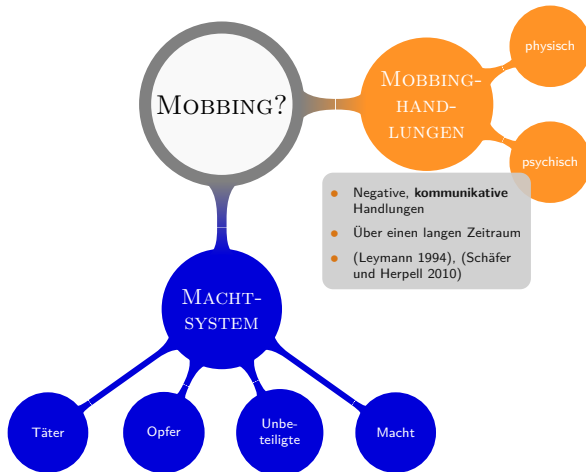 MOBBING?
MOBBING-
HAND-
LUNGEN
physisch
psychisch
Negative, kommunikative
Handlungen
Über einen langen Zeitraum
(Leymann 1994), (Schäfer
und Herpell 2010)
MACHT-
SYSTEM
Täter
Opfer
Unbe-
teiligte
Macht